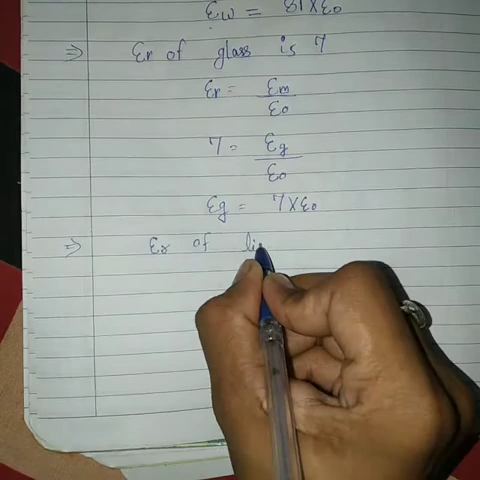 εw = 81×ε0
⇒ εr of glass is 7
εr = εm
ε0
7 = εg
ε0
εg = 7×ε0
⇒ εr of li